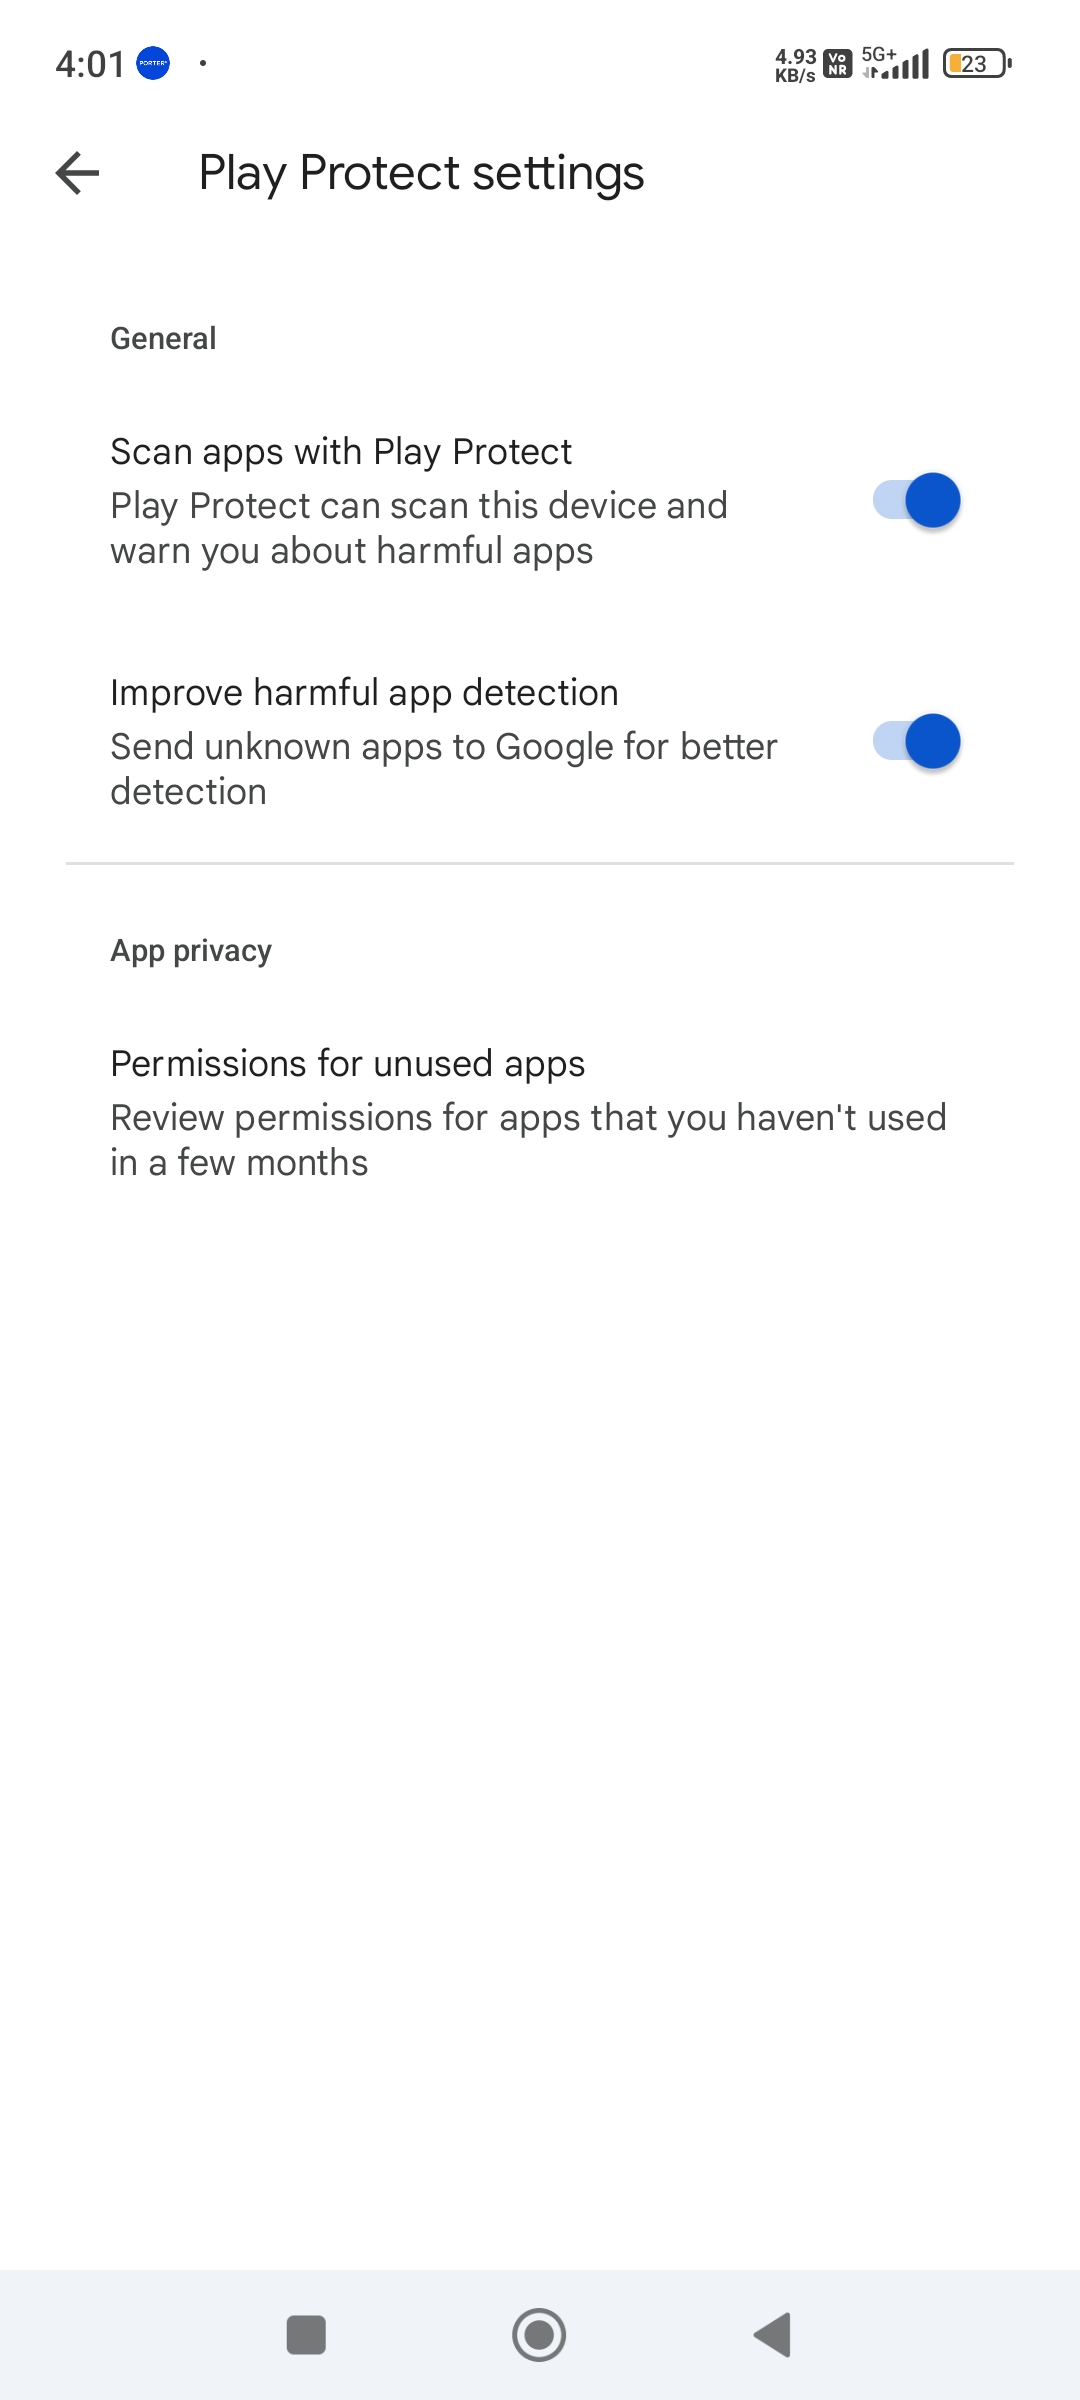 4:01 PORTER
4.93 KB/s Vo NR 5G+ 23
Play Protect settings
General
Scan apps with Play Protect
Play Protect can scan this device and
warn you about harmful apps
Improve harmful app detection
Send unknown apps to Google for better
detection
App privacy
Permissions for unused apps
Review permissions for apps that you haven't used
in a few months